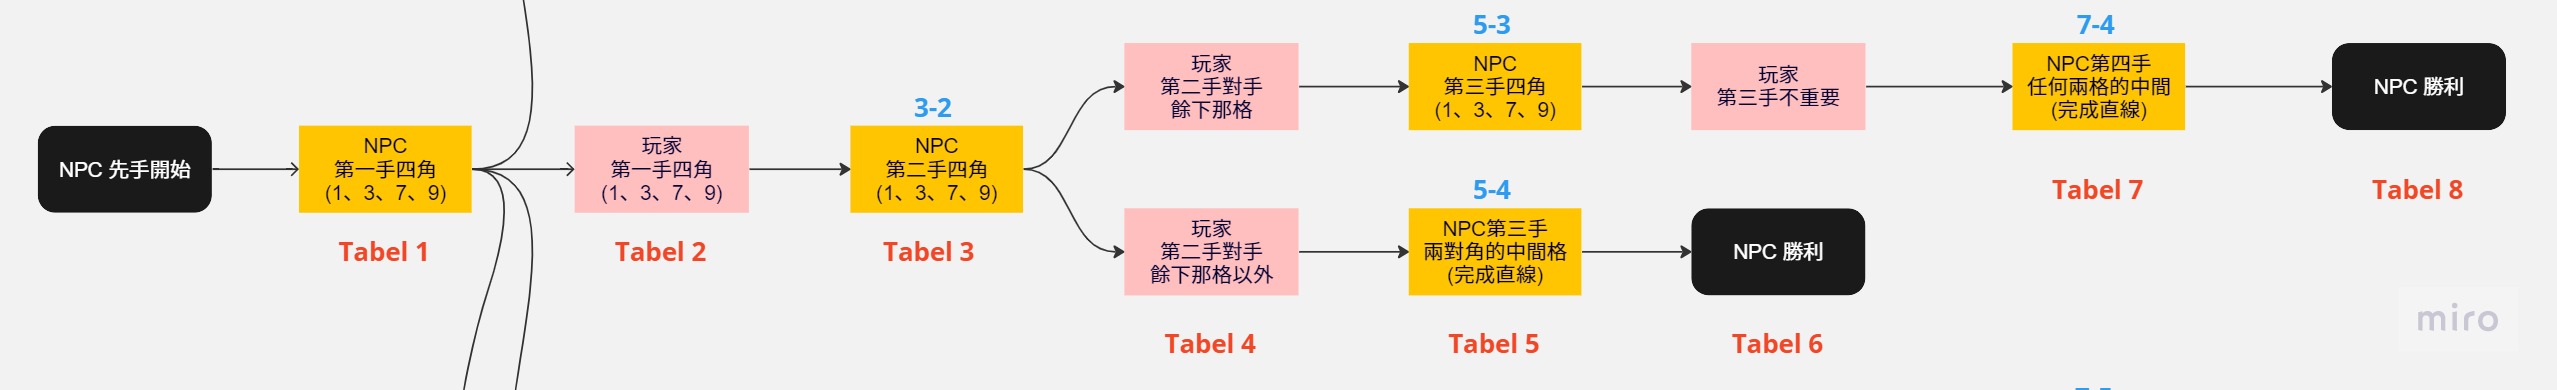 NPC 先手開始
NPC
第一手四角
(1、3、7、9)
Tabel 1
玩家
第一手四角
(1、3、7、9)
Tabel 2
3-2
NPC
第二手四角
(1、3、7、9)
Tabel 3
玩家
第二手對手
餘下那格
5-3
NPC
第三手四角
(1、3、7、9)
玩家
第三手不重要
7-4
NPC第四手
任何兩格的中間
(完成直線)
NPC 勝利
Tabel 7
Tabel 8
玩家
第二手對手
餘下那格以外
Tabel 4
5-4
NPC第三手
兩對角的中間格
(完成直線)
Tabel 5
NPC 勝利
Tabel 6
miro